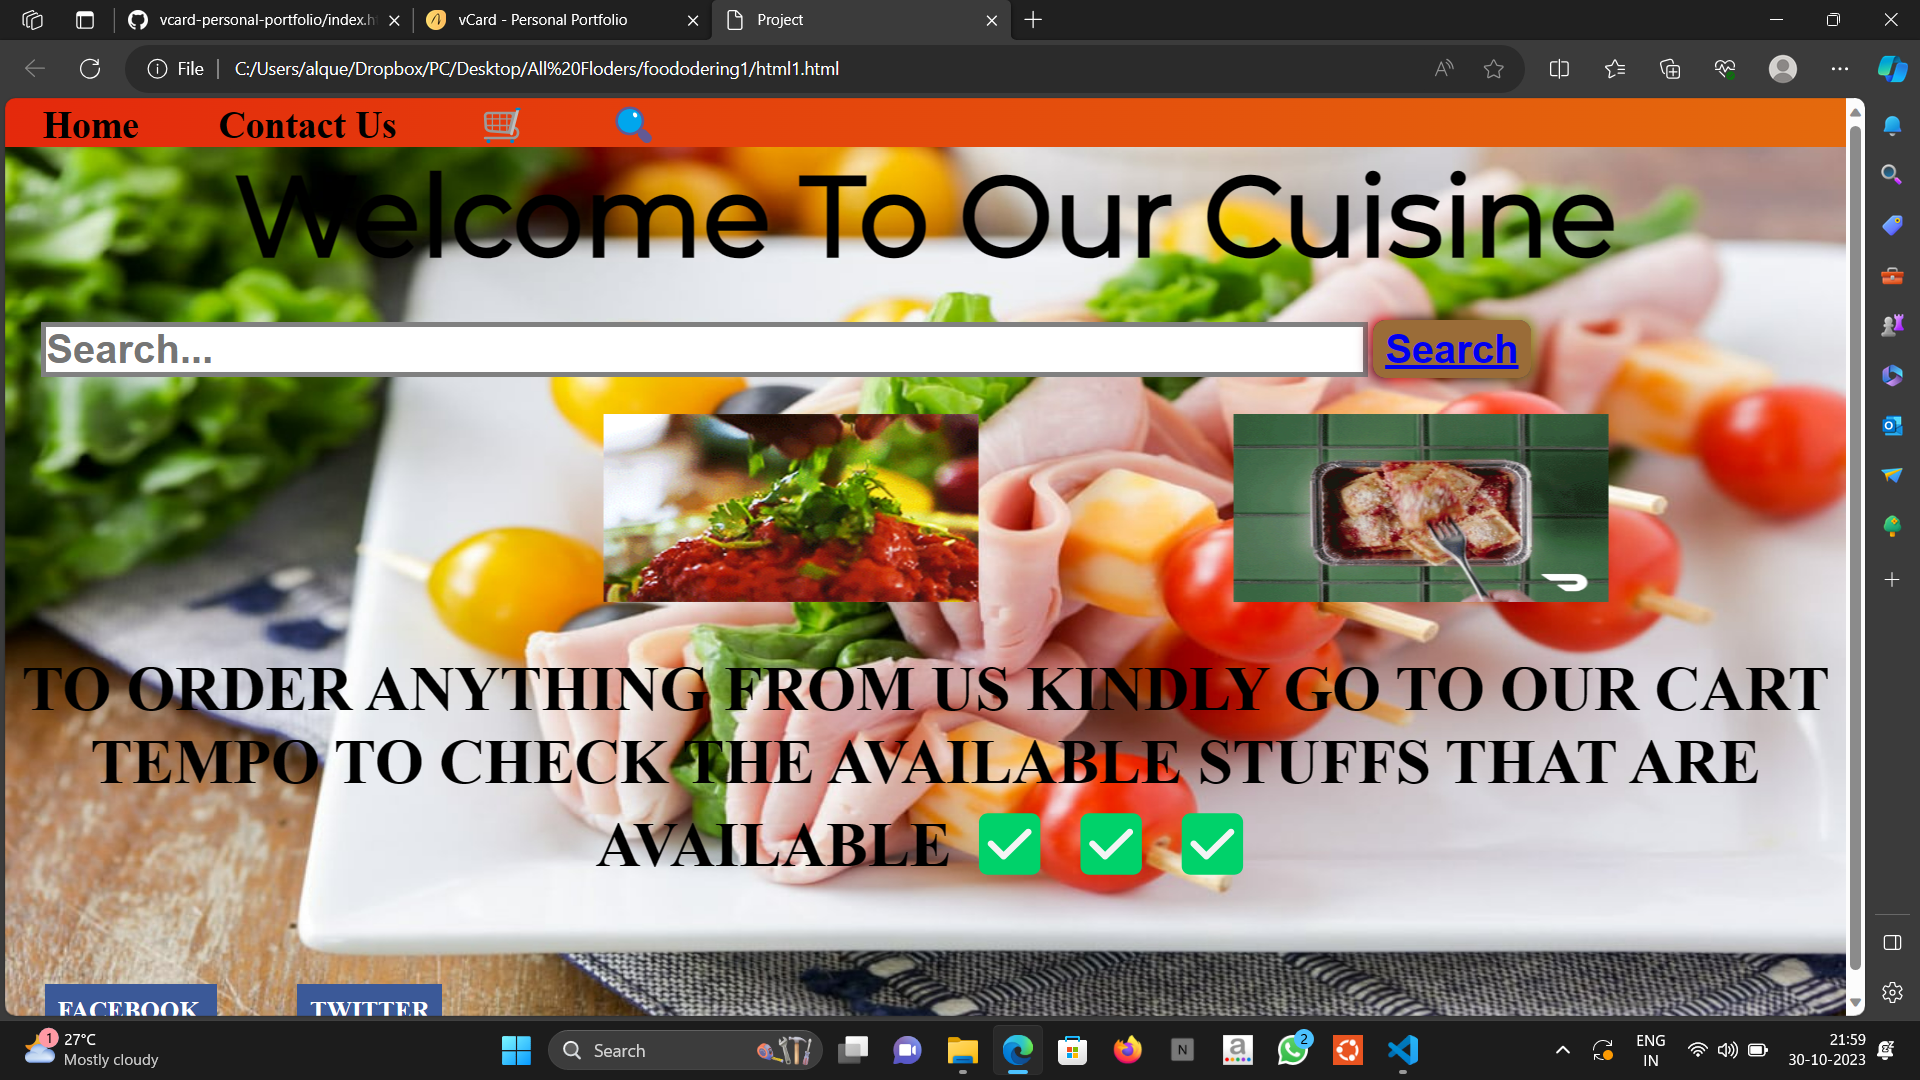 vcard-personal-portfolio/index.h
vCard - Personal Portfolio
Project
File
C:/Users/alque/Dropbox/PC/Desktop/All%20Floders/foododering1/html1.html
Home
Contact Us
Welcome To Our Cuisine
Search...
Search
TO ORDER ANYTHING FROM US KINDLY GO TO OUR CART
TEMPO TO CHECK THE AVAILABLE STUFFS THAT ARE
AVAILABLE ✅ ✅ ✅
FACEBOOK
TWITTER
1
27°C
Mostly cloudy
Search
N
a
2
ENG
IN
21:59
30-10-2023